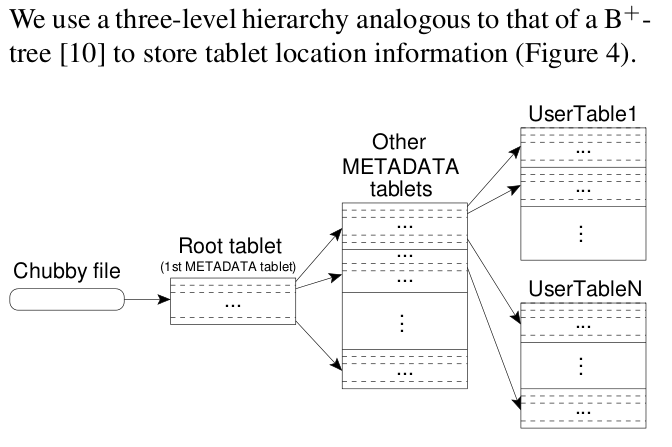 We use a three-level hierarchy analogous to that of a B+-
tree [10] to store tablet location information (Figure 4).
UserTable1
...
...
⋮
Other
METADATA
tablets
...
...
...
⋮
...
Root tablet
(1st METADATA tablet)
...
Chubby file
UserTableN
...
⋮
...